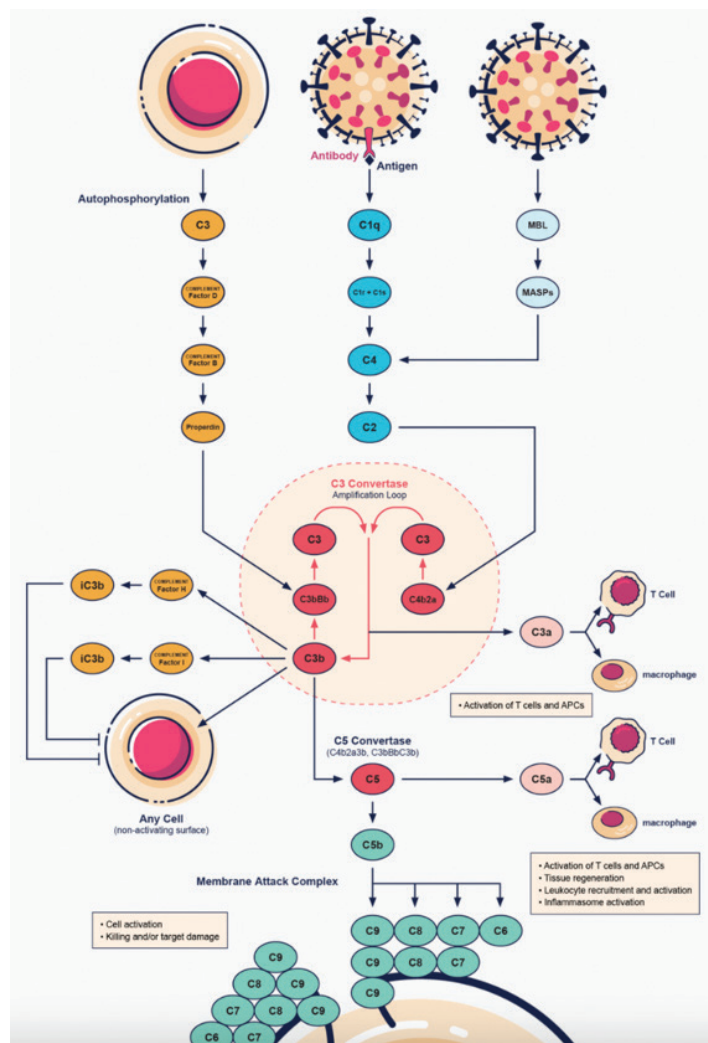 Antibody
Antigen
Autophosphorylation
C3
C1q
MBL
COMPLEMENT
Factor D
C1r + C1s
MASPs
COMPLEMENT
Factor B
C4
Properdin
C2
C3 Convertase
Amplification Loop
C3
C3
C3bBb
C4b2a
iC3b
COMPLEMENT
Factor H
C3b
iC3b
COMPLEMENT
Factor I
C3a
T Cell
macrophage
• Activation of T cells and APCs
C5 Convertase
(C4b2a3b, C3bBbC3b)
C5
C5a
T Cell
macrophage
Any Cell
(non-activating surface)
C5b
• Activation of T cells and APCs
• Tissue regeneration
• Leukocyte recruitment and activation
• Inflammasome activation
Membrane Attack Complex
• Cell activation
• Killing and/or target damage
C9
C8
C7
C6
C9
C8
C7
C9
C9
C8
C9
C7
C8
C9
C6
C7